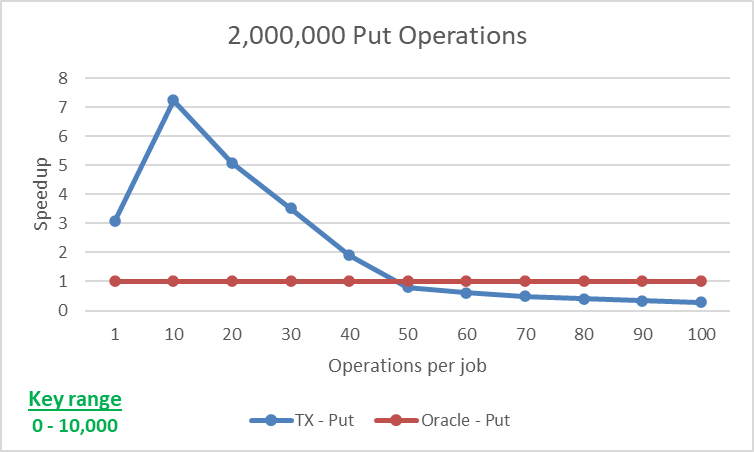 2,000,000 Put Operations
8
7
6
5
4
3
2
1
0
Speedup
1 10 20 30 40 50 60 70 80 90 100
Operations per job
Key range
0 - 10,000
TX - Put Oracle - Put